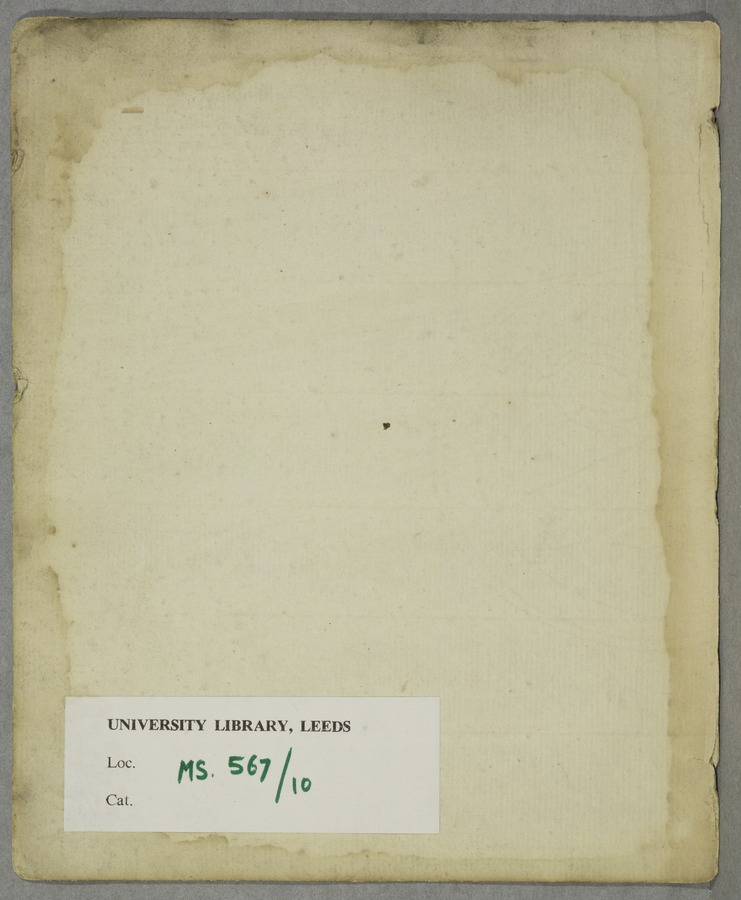 UNIVERSITY LIBRARY, LEEDS
Loc. MS. 567/10
Cat.